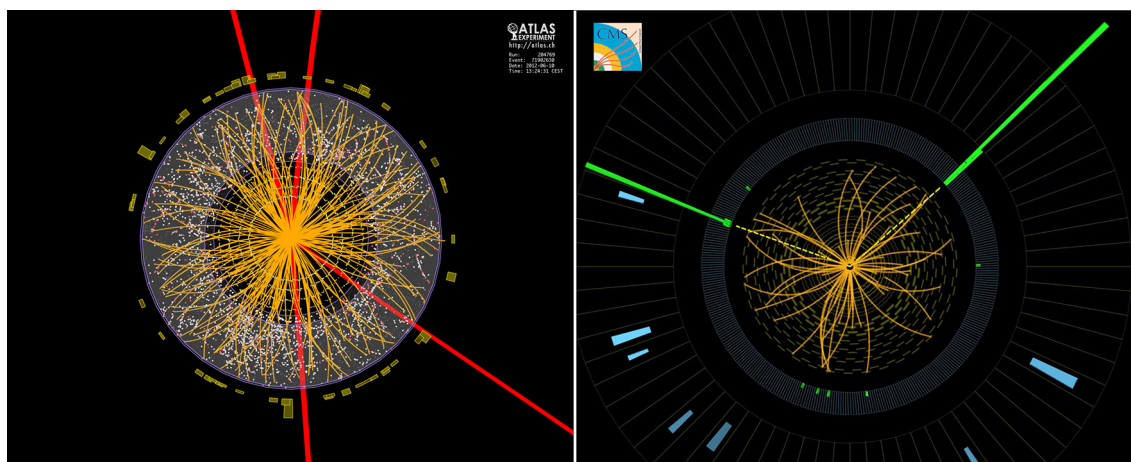 ATLAS
EXPERIMENT
http://atlas.ch
Run: 204769
Event: 71902630
Date: 2012-06-10
Time: 13:24:31 CEST
CMS